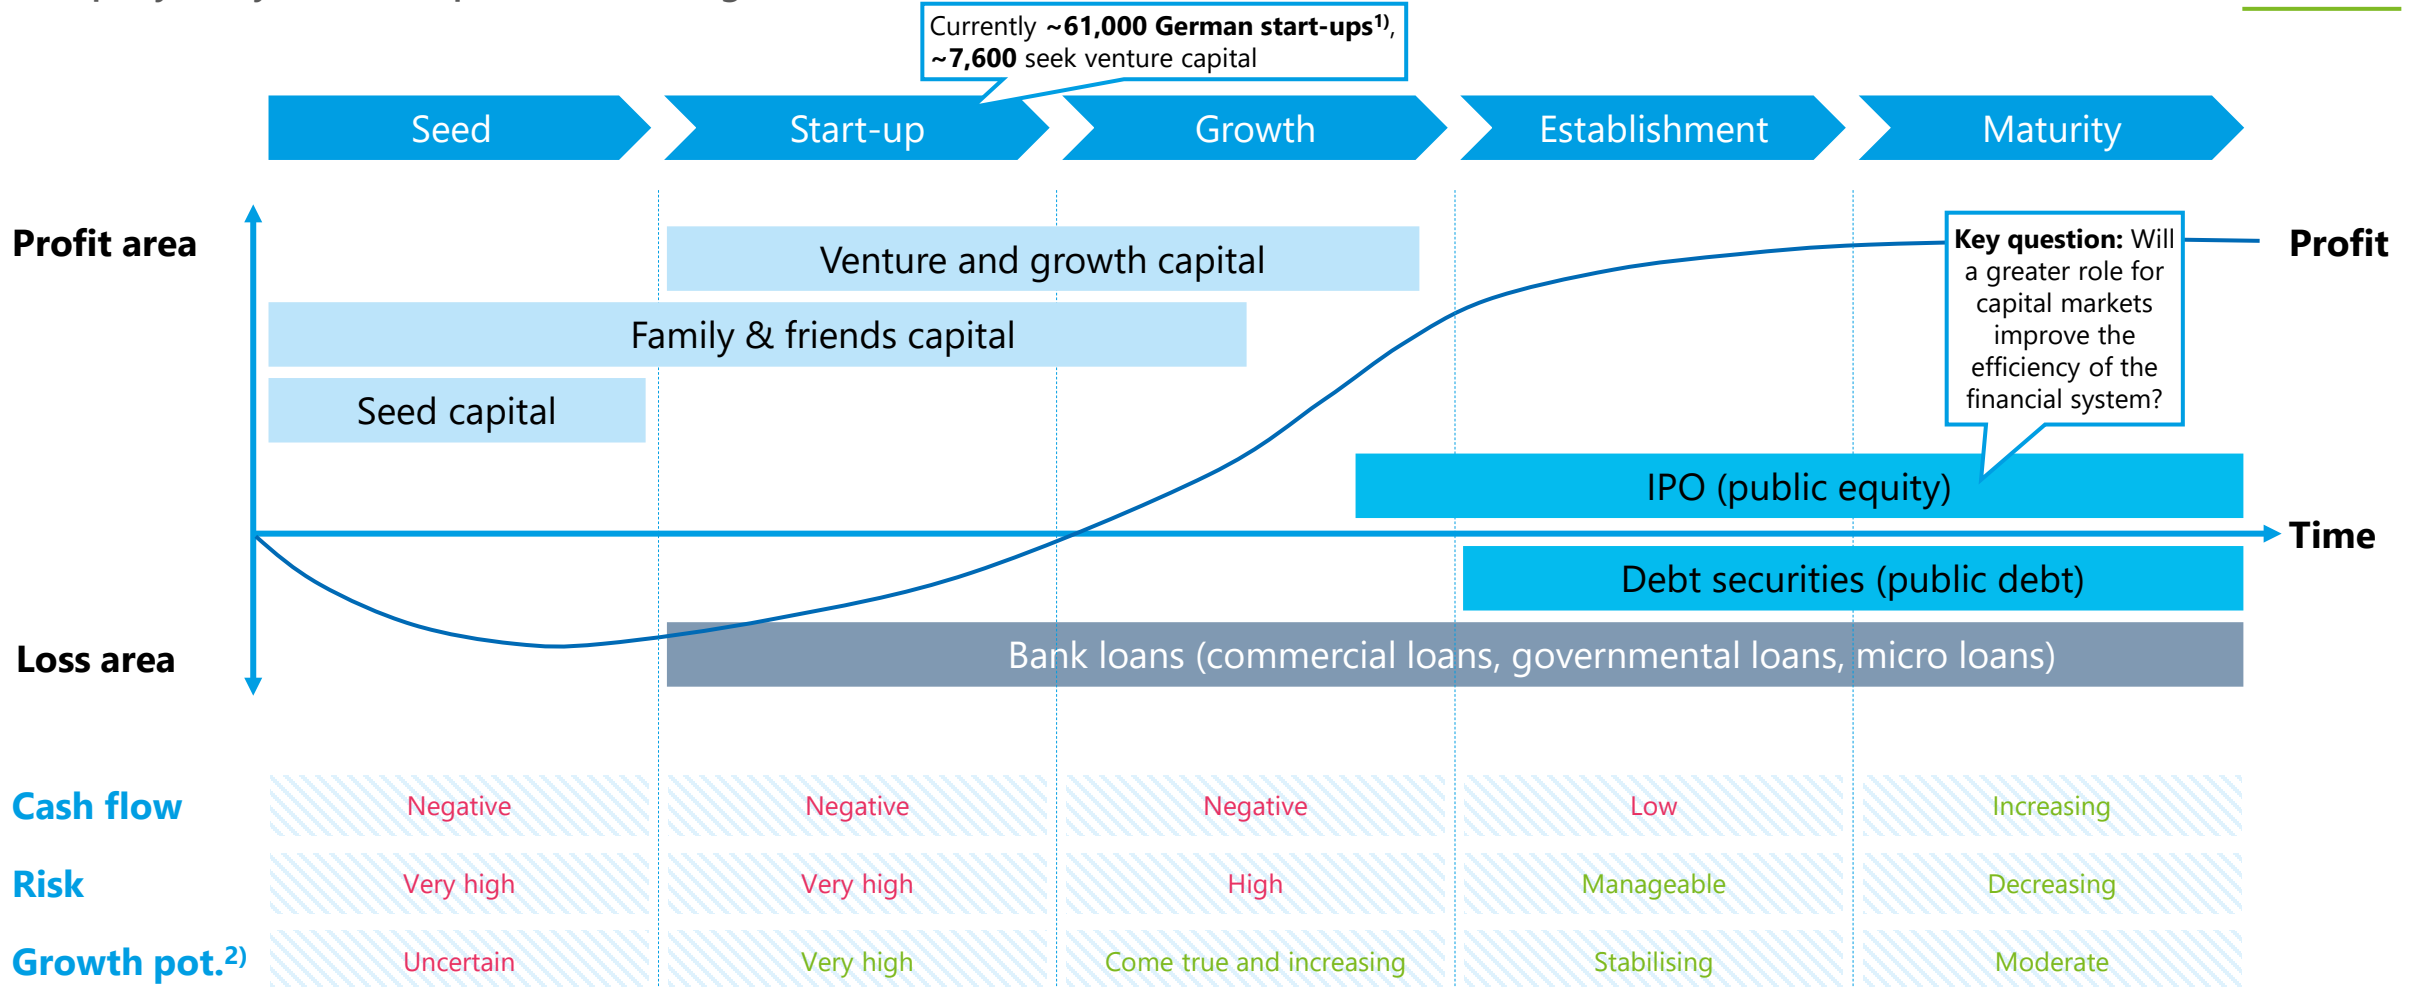 Currently ~61,000 German start-ups1),
~7,600 seek venture capital
Seed
Start-up
Growth
Establishment
Maturity
Profit area
Venture and growth capital
Key question: Will
a greater role for
capital markets
improve the
efficiency of the
financial system?
Profit
Family & friends capital
Seed capital
IPO (public equity)
Time
Debt securities (public debt)
Loss area
Bank loans (commercial loans, governmental loans, micro loans)
Cash flow
Negative
Negative
Negative
Low
Increasing
Risk
Very high
Very high
High
Manageable
Decreasing
Growth pot.2)
Uncertain
Very high
Come true and increasing
Stabilising
Moderate